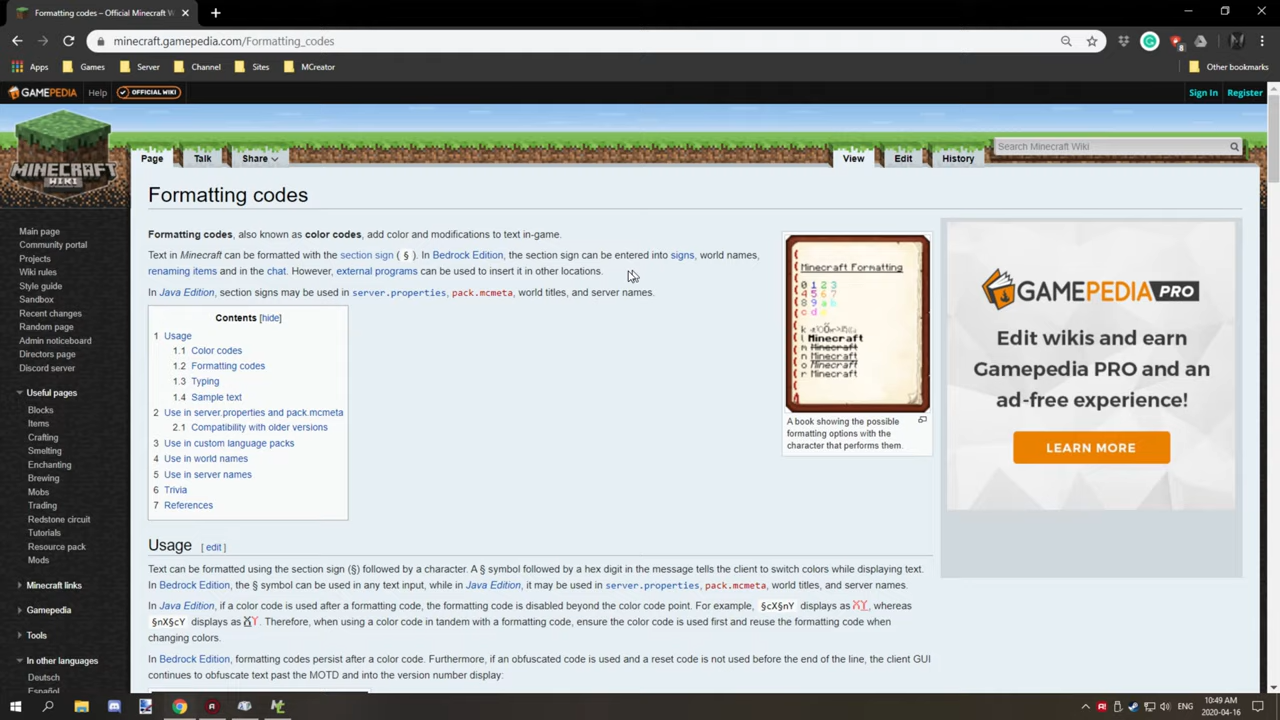 Formatting codes – Official Minecraft W
minecraft.gamepedia.com/Formatting_codes
Apps Games Server Channel Sites MCreator Other bookmarks
GAMEPEDIA Help OFFICIAL WIKI Sign In Register
MINECRAFT
WIKI
Page Talk Share View Edit History Search Minecraft Wiki
Main page
Community portal
Projects
Wiki rules
Style guide
Sandbox
Recent changes
Random page
Admin noticeboard
Directors page
Discord server
Useful pages
Blocks
Items
Crafting
Smelting
Enchanting
Brewing
Mobs
Trading
Redstone circuit
Tutorials
Resource pack
Mods
Minecraft links
Gamepedia
Tools
In other languages
Deutsch
Español
Formatting codes
Formatting codes, also known as color codes, add color and modifications to text in-game.
Text in Minecraft can be formatted with the section sign ( § ). In Bedrock Edition, the section sign can be entered into signs, world names,
renaming items and in the chat. However, external programs can be used to insert it in other locations.
In Java Edition, section signs may be used in server.properties, pack.mcmeta, world titles, and server names.
Contents [hide]
1 Usage
1.1 Color codes
1.2 Formatting codes
1.3 Typing
1.4 Sample text
2 Use in server.properties and pack.mcmeta
2.1 Compatibility with older versions
3 Use in custom language packs
4 Use in world names
5 Use in server names
6 Trivia
7 References
Minecraft Formatting
0 1 2 3
4 5 6 7
8 9 a b
c d e
k
l Minecraft
m Minecraft
n Minecraft
o Minecraft
r Minecraft
A book showing the possible
formatting options with the
character that performs them.
GAMEPEDIA PRO
Edit wikis and earn
Gamepedia PRO and an
ad-free experience!
LEARN MORE
Usage [ edit ]
Text can be formatted using the section sign (§) followed by a character. A § symbol followed by a hex digit in the message tells the client to switch colors while displaying text.
In Bedrock Edition, the § symbol can be used in any text input, while in Java Edition, it may be used in server.properties, pack.mcmeta, world titles, and server names.
In Java Edition, if a color code is used after a formatting code, the formatting code is disabled beyond the color code point. For example, §cX§nY displays as XY, whereas
§nX§cY displays as XY. Therefore, when using a color code in tandem with a formatting code, ensure the color code is used first and reuse the formatting code when
changing colors.
In Bedrock Edition, formatting codes persist after a color code. Furthermore, if an obfuscated code is used and a reset code is not used before the end of the line, the client GUI
continues to obfuscate text past the MOTD and into the version number display:
ENG
10:49 AM
2020-04-16